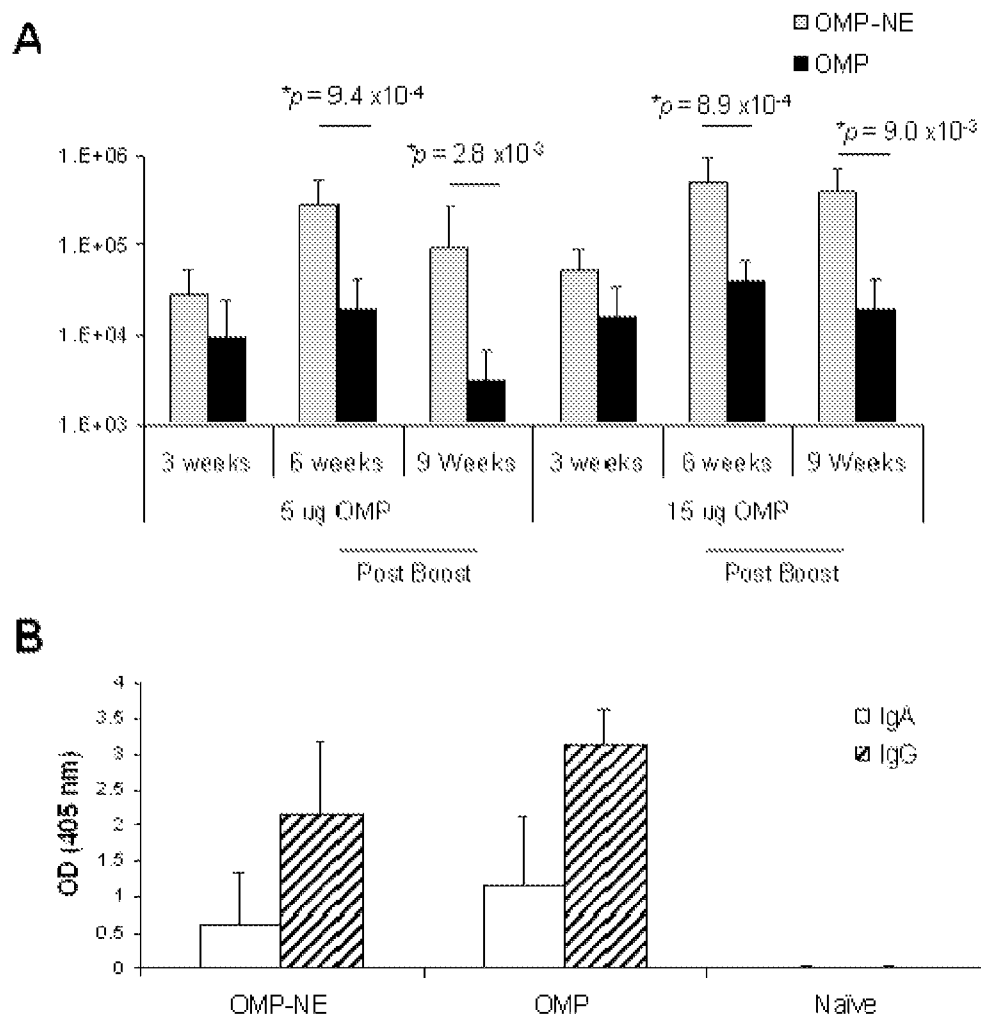 A
OMP-NE
OMP
*p = 9.4 x10-4
*p = 2.8 x10-3
*p = 8.9 x10-4
*p = 9.0 x10-3
1.E+06
1.E+05
1.E+04
1.E+03
3 weeks 6 weeks 9 Weeks 3 weeks 6 weeks 9 Weeks
5 ug OMP 15 ug OMP
Post Boost Post Boost
B
4
3.5
3
2.5
2
1.5
1
0.5
0
OD (405 nm)
IgA
IgG
OMP-NE OMP Naïve